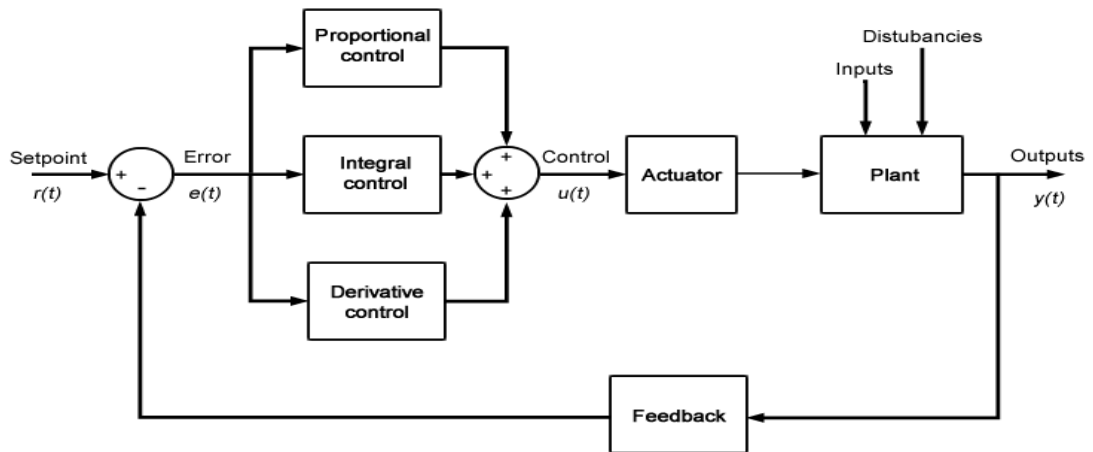 Proportional
control
Distubancies
Inputs
Setpoint
r(t)
+
-
Error
e(t)
Integral
control
+
+
+
Control
u(t)
Actuator
Plant
Outputs
y(t)
Derivative
control
Feedback